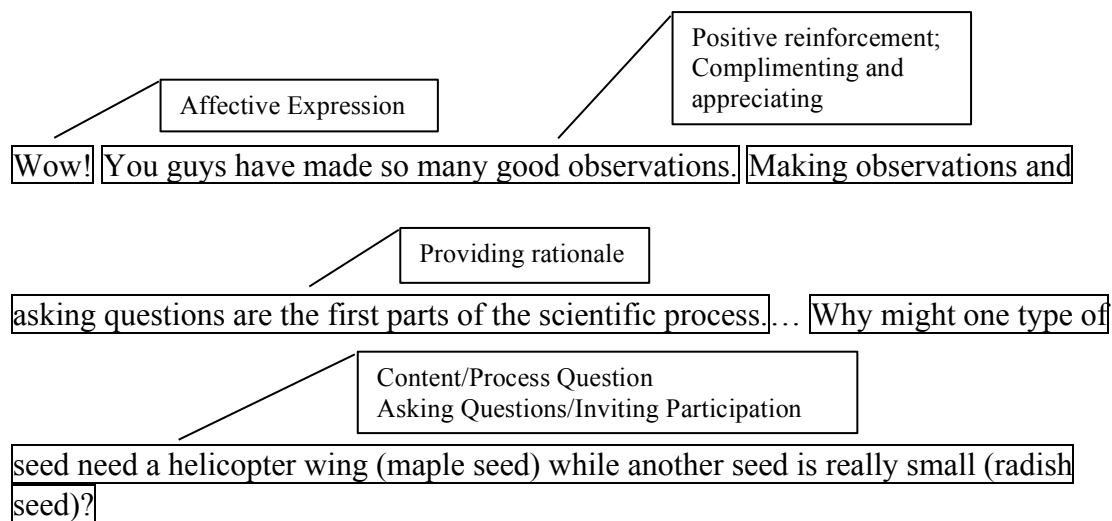 Positive reinforcement;
Complimenting and
appreciating
Affective Expression
Wow! You guys have made so many good observations. Making observations and
Providing rationale
asking questions are the first parts of the scientific process.… Why might one type of
Content/Process Question
Asking Questions/Inviting Participation
seed need a helicopter wing (maple seed) while another seed is really small (radish
seed)?